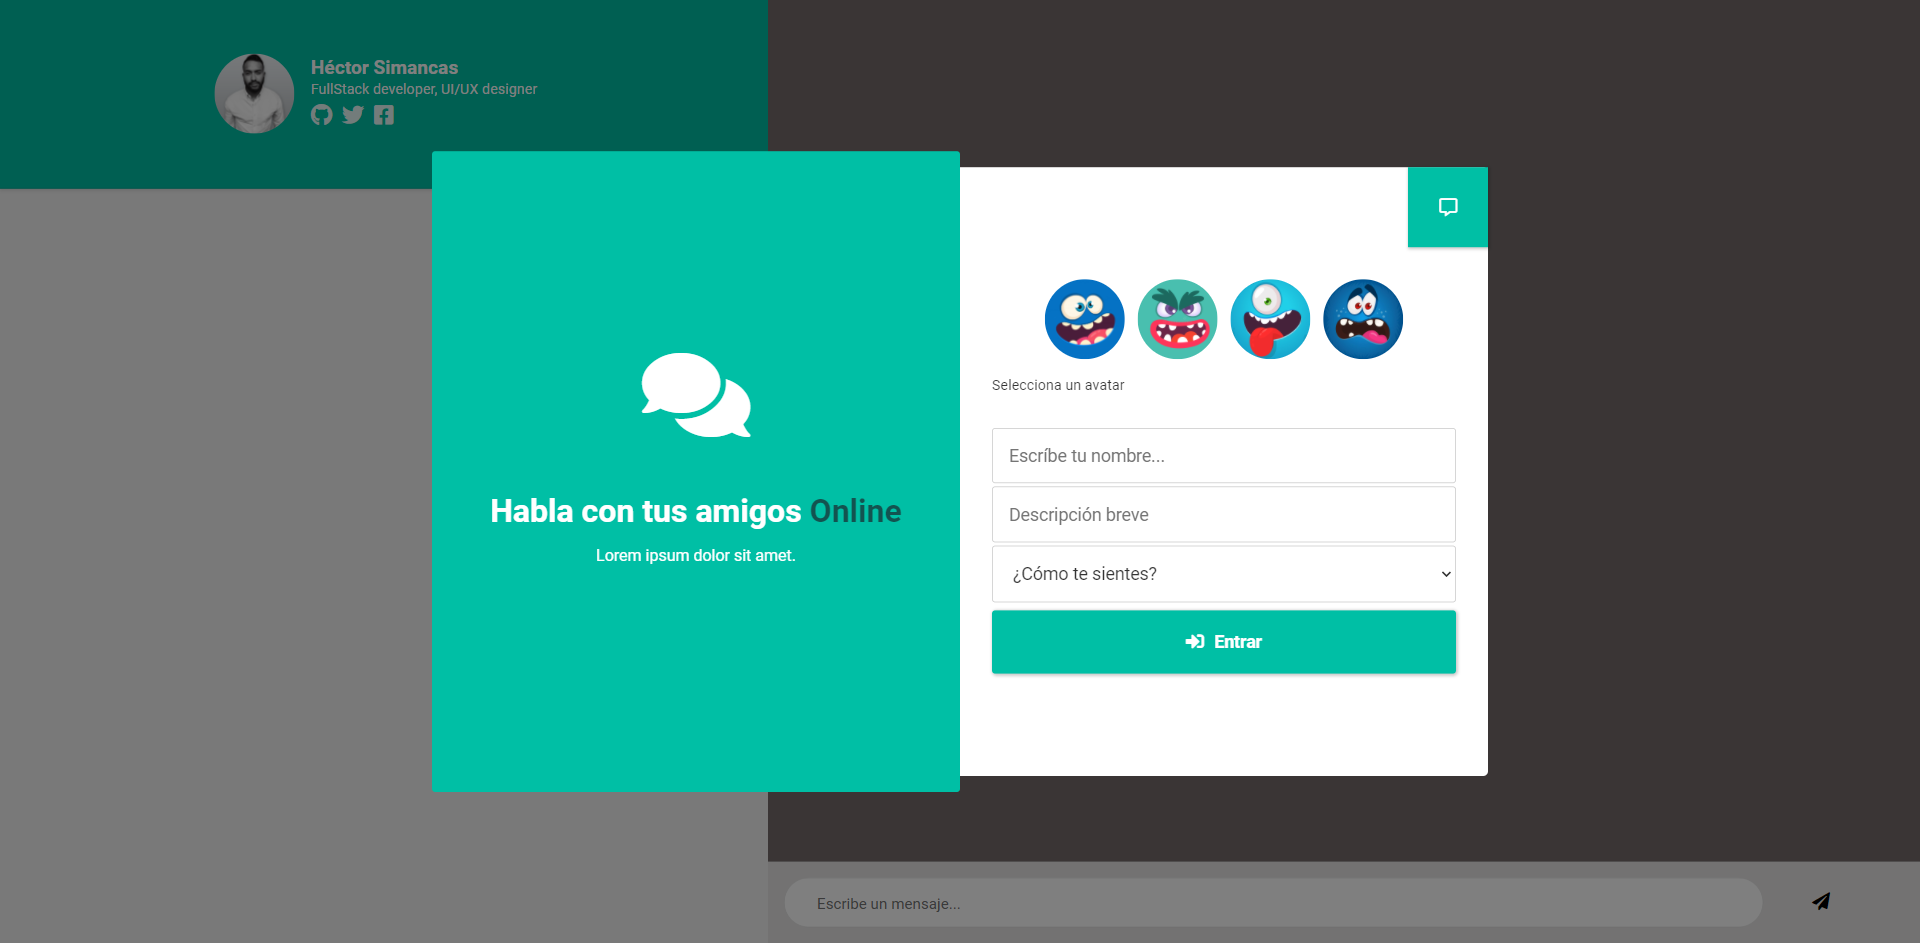 Héctor Simancas
FullStack developer, UI/UX designer
Habla con tus amigos Online
Lorem ipsum dolor sit amet.
Selecciona un avatar
Escríbe tu nombre...
Descripción breve
¿Cómo te sientes?
Entrar
Escribe un mensaje...